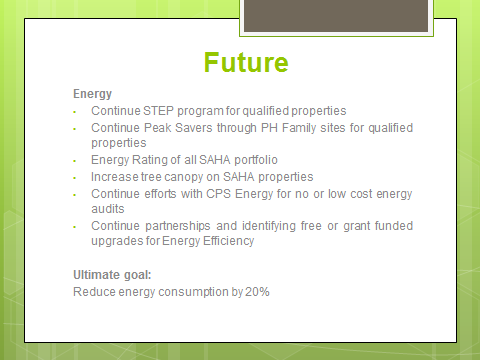 Future
Energy
- Continue STEP program for qualified properties
- Continue Peak Savers through PH Family sites for qualified
properties
- Energy Rating of all SAHA portfolio
- Increase tree canopy on SAHA properties
- Continue efforts with CPS Energy for no or low cost energy
audits
- Continue partnerships and identifying free or grant funded
upgrades for Energy Efficiency
Ultimate goal:
Reduce energy consumption by 20%